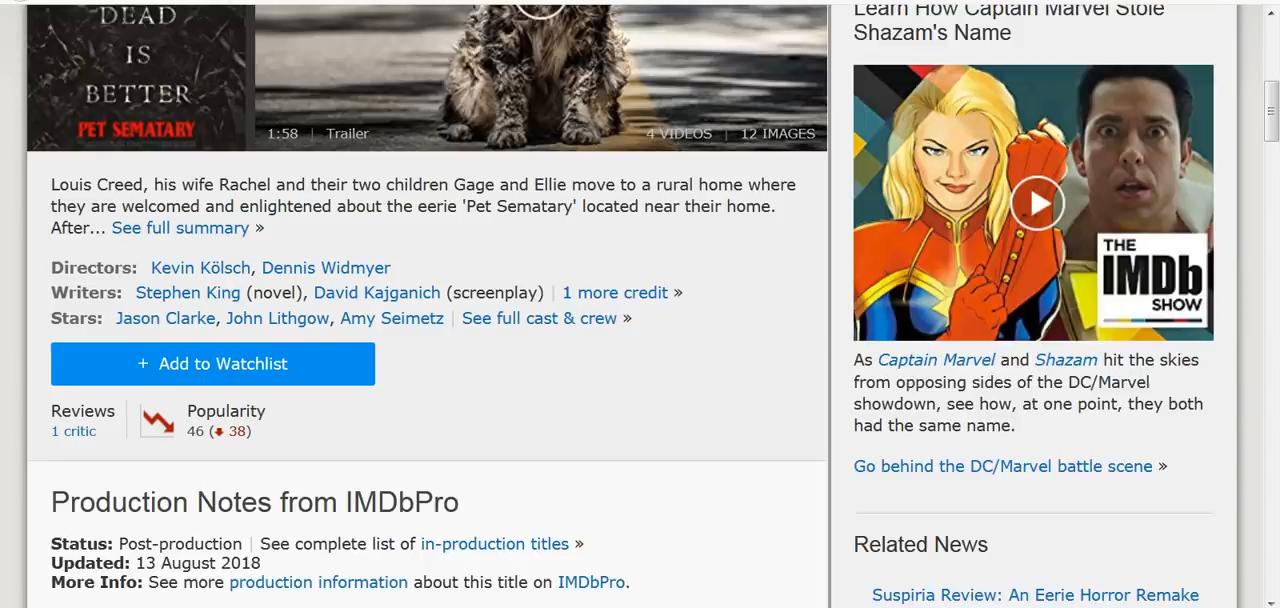 DEAD
IS
BETTER
PET SEMATARY
1:58 | Trailer
4 VIDEOS | 12 IMAGES
Louis Creed, his wife Rachel and their two children Gage and Ellie move to a rural home where
they are welcomed and enlightened about the eerie 'Pet Sematary' located near their home.
After... See full summary »
Directors: Kevin Kölsch, Dennis Widmyer
Writers: Stephen King (novel), David Kajganich (screenplay) | 1 more credit »
Stars: Jason Clarke, John Lithgow, Amy Seimetz | See full cast & crew »
+ Add to Watchlist
Reviews
1 critic
Popularity
46 (38)
Production Notes from IMDbPro
Status: Post-production | See complete list of in-production titles »
Updated: 13 August 2018
More Info: See more production information about this title on IMDbPro.
Learn How Captain Marvel Stole
Shazam's Name
THE
IMDb
SHOW
As Captain Marvel and Shazam hit the skies
from opposing sides of the DC/Marvel
showdown, see how, at one point, they both
had the same name.
Go behind the DC/Marvel battle scene »
Related News
Suspiria Review: An Eerie Horror Remake